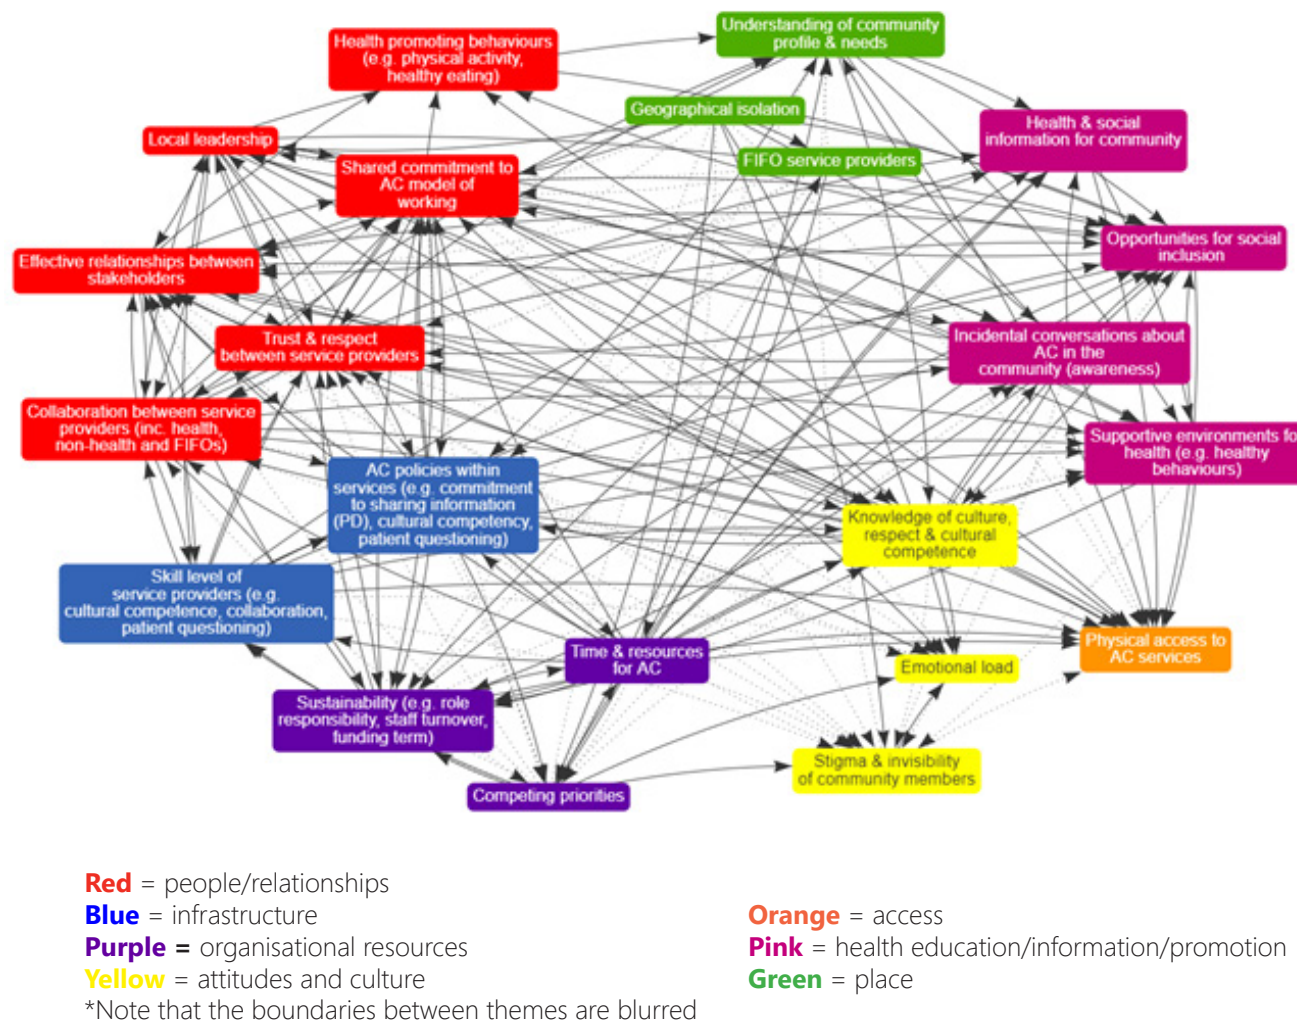 Understanding of community
profile & needs
Health promoting behaviours
(e.g. physical activity,
healthy eating)
Geographical isolation
Health & social
information for community
Local leadership
FIFO service providers
Shared commitment to
AC model of
working
Opportunities for social
inclusion
Effective relationships between
stakeholders
Trust & respect
between service providers
Incidental conversations about
AC in the
community (awareness)
Collaboration between service
providers (inc. health,
non-health and FIFOs)
Supportive environments fo
health (e.g. healthy
behaviours)
AC policies within
services (e.g. commitment
to sharing information
(PD), cultural competency,
patient questioning)
Knowledge of culture,
respect & cultural
competence
Skill level of
service providers (e.g.
cultural competence, collaboration,
patient questioning)
Time & resources
for AC
Physical access to
AC services
Emotional load
Sustainability (e.g. role
responsibility, staff turnover,
funding term)
Stigma & invisibility
of community members
Competing priorities
Red = people/relationships
Blue = infrastructure
Purple = organisational resources
Yellow = attitudes and culture
*Note that the boundaries between themes are blurred
Orange = access
Pink = health education/information/promotion
Green = place